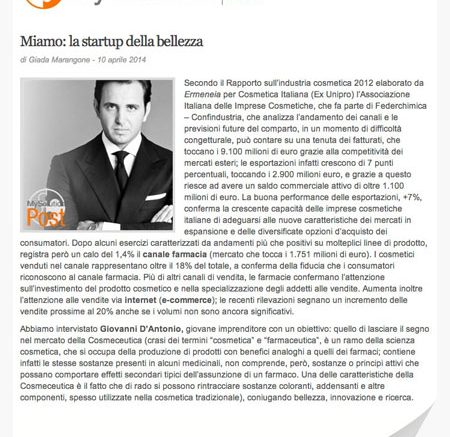 Miamo: la startup della bellezza
di Giada Marangone - 10 aprile 2014
Secondo il Rapporto sull'industria cosmetica 2012 elaborato da
Ermeneia per Cosmetica Italiana (Ex Unipro) l'Associazione
Italiana delle Imprese Cosmetiche, che fa parte di Federchimica
– Confindustria, che analizza l'andamento dei canali e le
previsioni future del comparto, in un momento di difficoltà
congetturale, può contare su una tenuta dei fatturati, che
toccano i 9.100 milioni di euro grazie alla competitività dei
mercati esteri; le esportazioni infatti crescono di 7 punti
percentuali, toccando i 2.900 milioni di euro, e grazie a questo
riesce ad avere un saldo commerciale attivo di oltre 1.100
milioni di euro. La buona performance delle esportazioni, +7%,
conferma la crescente capacità delle imprese cosmetiche
italiane di adeguarsi alle nuove caratteristiche dei mercati in
espansione e delle diversificate opzioni d'acquisto dei
MySolution
Post
consumatori. Dopo alcuni esercizi caratterizzati da andamenti più che positivi su molteplici linee di prodotto,
registra però un calo del 1,4% il canale farmacia (mercato che tocca i 1.751 milioni di euro). I cosmetici
venduti nel canale rappresentano oltre il 18% del totale, a conferma della fiducia che i consumatori
riconoscono al canale farmacia. Più di altri canali di vendita, le farmacie confermano l'attenzione
sull'investimento del prodotto cosmetico e nella specializzazione degli addetti alle vendite. Aumenta inoltre
l'attenzione alle vendite via internet (e-commerce); le recenti rilevazioni segnano un incremento delle
vendite prossime al 20% anche se i volumi non sono ancora significativi.
Abbiamo intervistato Giovanni D'Antonio, giovane imprenditore con un obiettivo: quello di lasciare il segno
nel mercato della Cosmeceutica (crasi dei termini "cosmetica" e "farmaceutica", è un ramo della scienza
cosmetica, che si occupa della produzione di prodotti con benefici analoghi a quelli dei farmaci; contiene
infatti le stesse sostanze presenti in alcuni medicinali, non comprende, però, sostanze o principi attivi che
possano comportare effetti secondari tipici dell'assunzione di un farmaco. Una delle caratteristiche della
Cosmeceutica è il fatto che di rado si possono rintracciare sostanze coloranti, addensanti e altre
componenti, spesso utilizzate nella cosmetica tradizionale), coniugando bellezza, innovazione e ricerca.